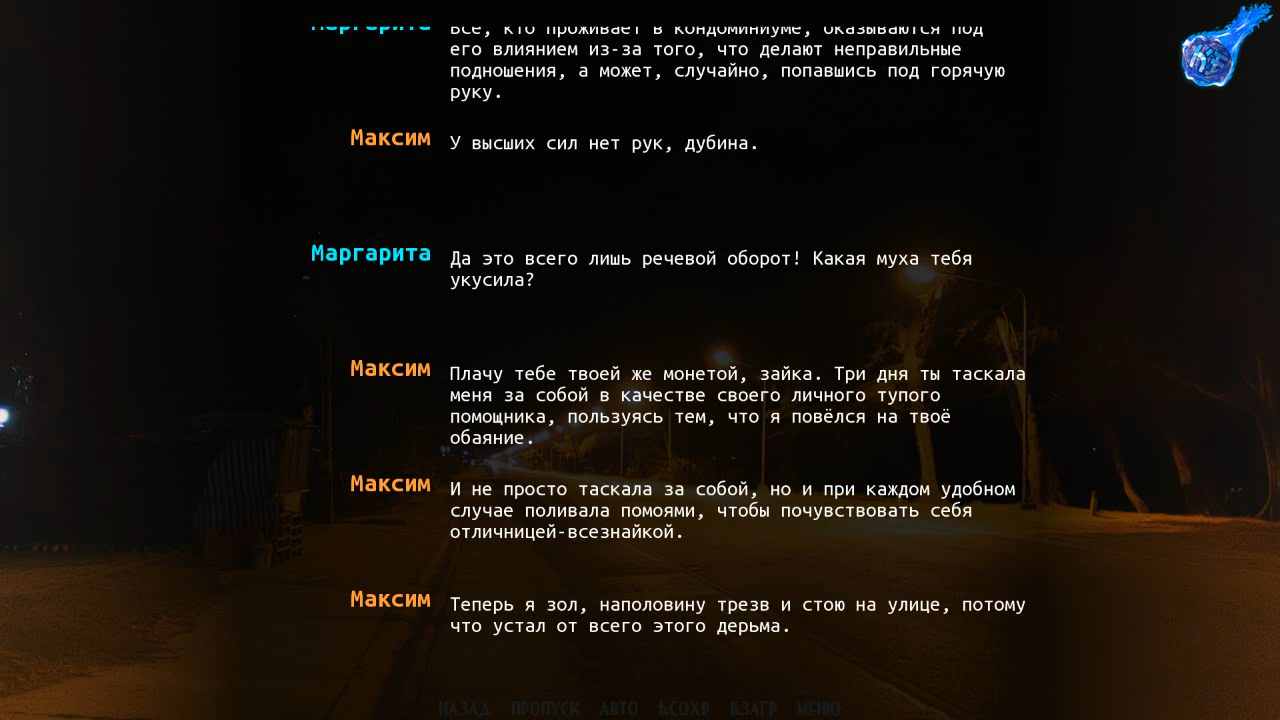 Маргарита
Все, кто проживает в кондоминиуме, оказываются под
его влиянием из-за того, что делают неправильные
подношения, а может, случайно, попавшись под горячую
руку.
Максим
У высших сил нет рук, дубина.
Маргарита
Да это всего лишь речевой оборот! Какая муха тебя
укусила?
Максим
Плачу тебе твоей же монетой, зайка. Три дня ты таскала
меня за собой в качестве своего личного тупого
помощника, пользуясь тем, что я повёлся на твоё
обаяние.
Максим
И не просто таскала за собой, но и при каждом удобном
случае поливала помоями, чтобы почувствовать себя
отличницей-всезнайкой.
Максим
Теперь я зол, наполовину трезв и стою на улице, потому
что устал от всего этого дерьма.
НАЗАД ПРОПУСК АВТО Б.СОХР Б.ЗАГР МЕНЮ